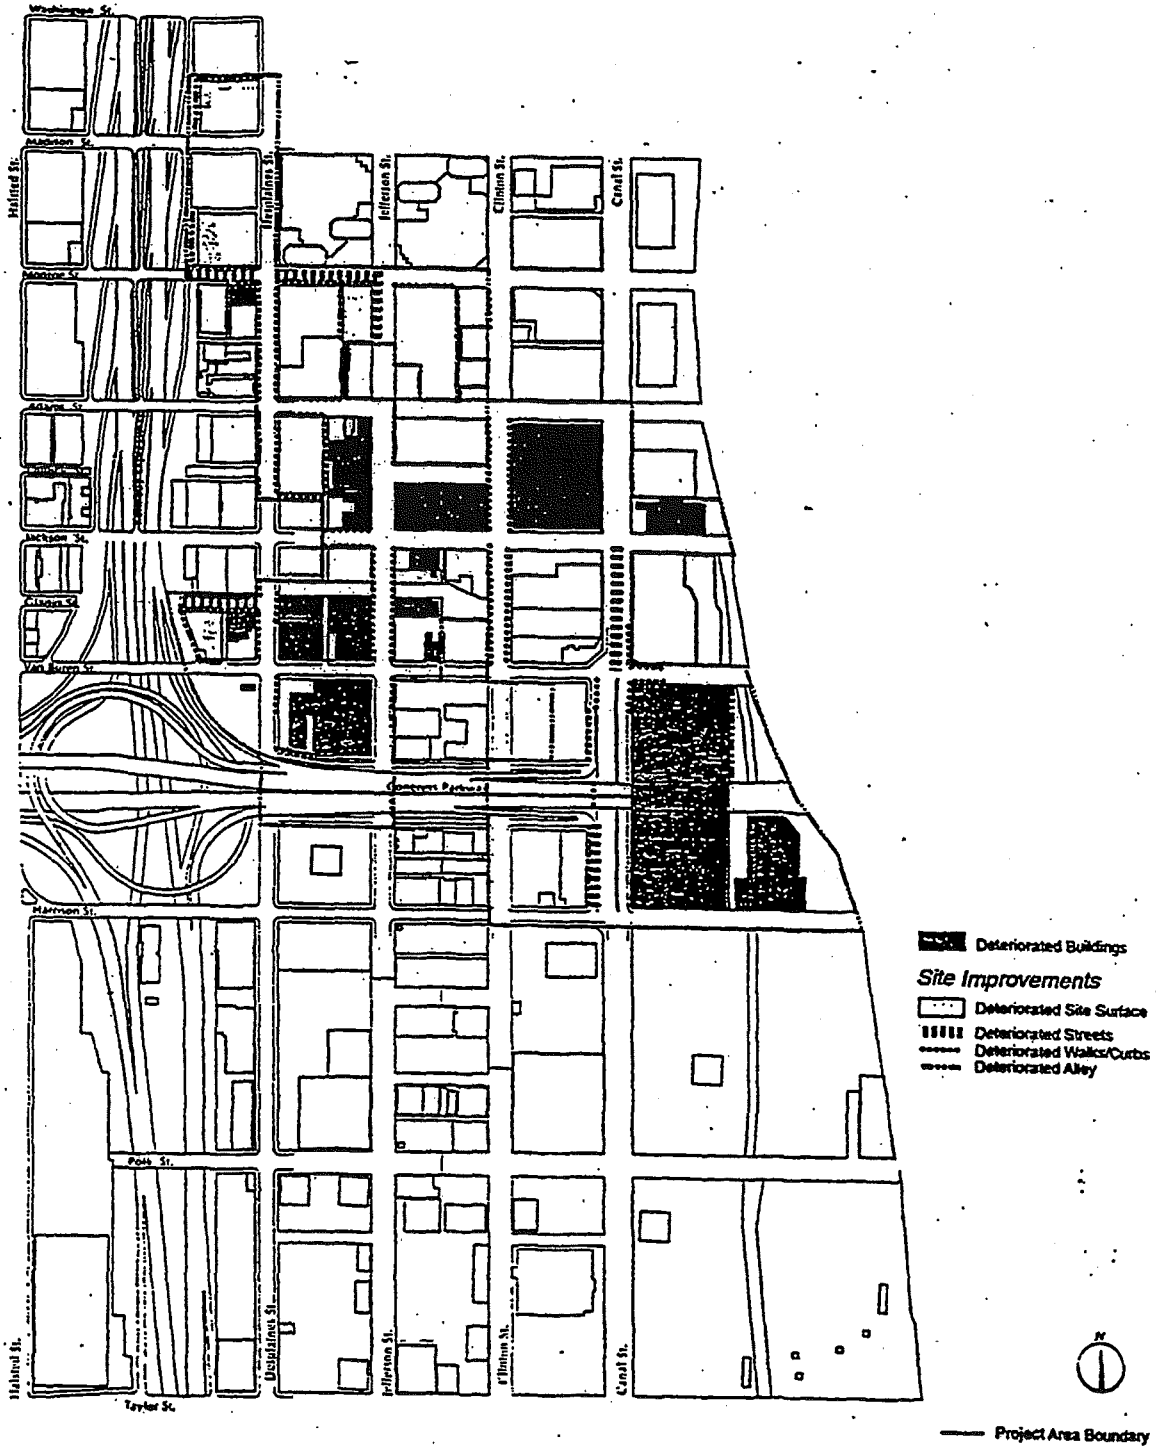 Washington St.
Madison St.
Halsted St.
Desplaines St.
Jefferson St.
Clinton St.
Canal St.
Monroe St.
Adams St.
Jackson St.
Van Buren St.
Congress Parkway
Harrison St.
Deteriorated Buildings
Site Improvements
Deteriorated Site Surface
Deteriorated Streets
Deteriorated Walks/Curbs
Deteriorated Alley
Polk St.
Halsted St.
Desplaines St.
Jefferson St.
Clinton St.
Canal St.
N
Taylor St.
Project Area Boundary